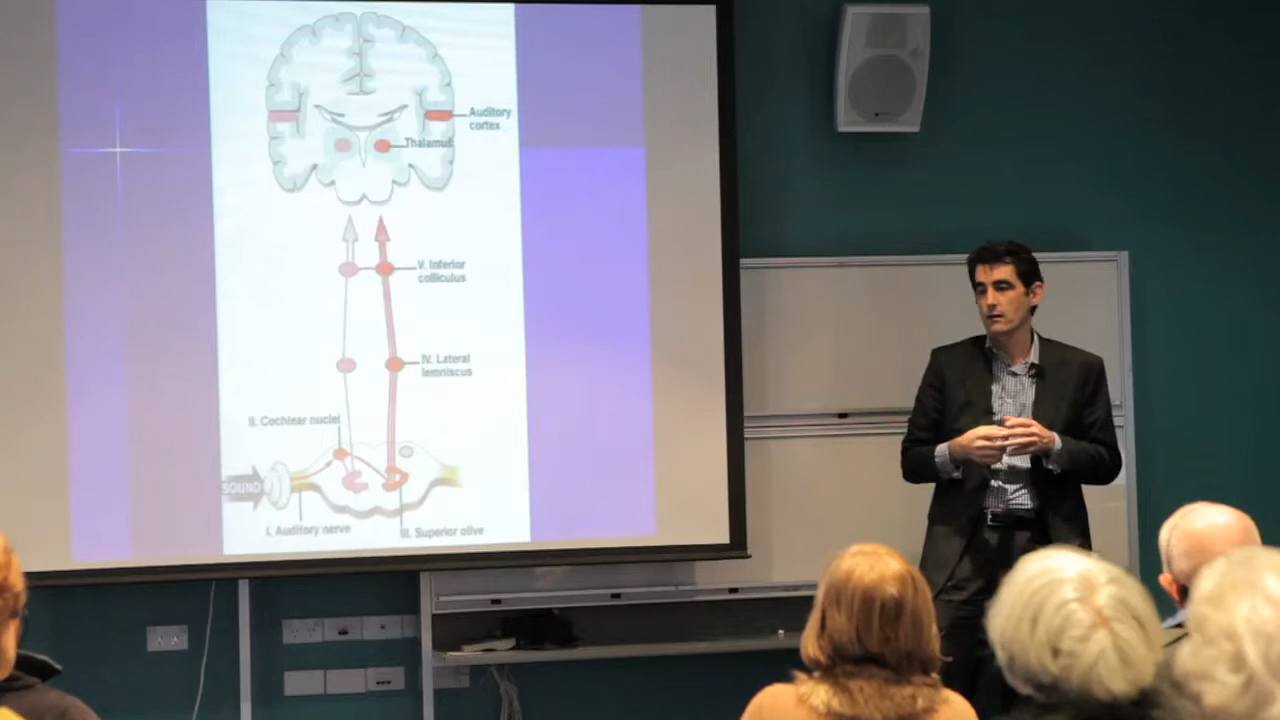 Auditory
cortex
Thalamus
V. Inferior
colliculus
IV. Lateral
lemniscus
II. Cochlear nuclei
SOUND
I. Auditory nerve
III. Superior olive